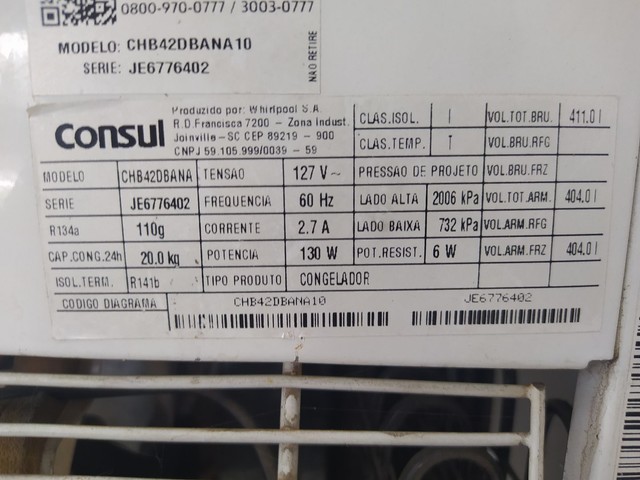 0800-970-0777 / 3003-0777
MODELO: CHB42DBANA10
SERIE: JE6776402
NÃO RETIRE
Consul
Produzido por: Whirlpool S.A.
R.D.Francisca 7200 - Zona Indust.
Joinville-SC CEP 89219 - 900
CNPJ 59.105.999/0039 - 59
CLAS.ISOL. I VOL.TOT.BRU. 411.0 l
CLAS.TEMP. T VOL.BRU.RFG
MODELO CHB42DBANA TENSÃO 127 V~ PRESSÃO DE PROJETO VOL.BRU.FRZ
SERIE JE6776402 FREQUENCIA 60 Hz LADO ALTA 2006 kPa VOL.TOT.ARM. 404.0 l
R134a 110g CORRENTE 2.7 A LADO BAIXA 732 kPa VOL.ARM.RFG
CAP.CONG.24h 20.0 kg POTENCIA 130 W POT.RESIST. 6 W VOL.ARM.FRZ 404.0 l
ISOL.TERM. R141b TIPO PRODUTO CONGELADOR
CODIGO DIAGRAMA CHB42DBANA10 JE6776402